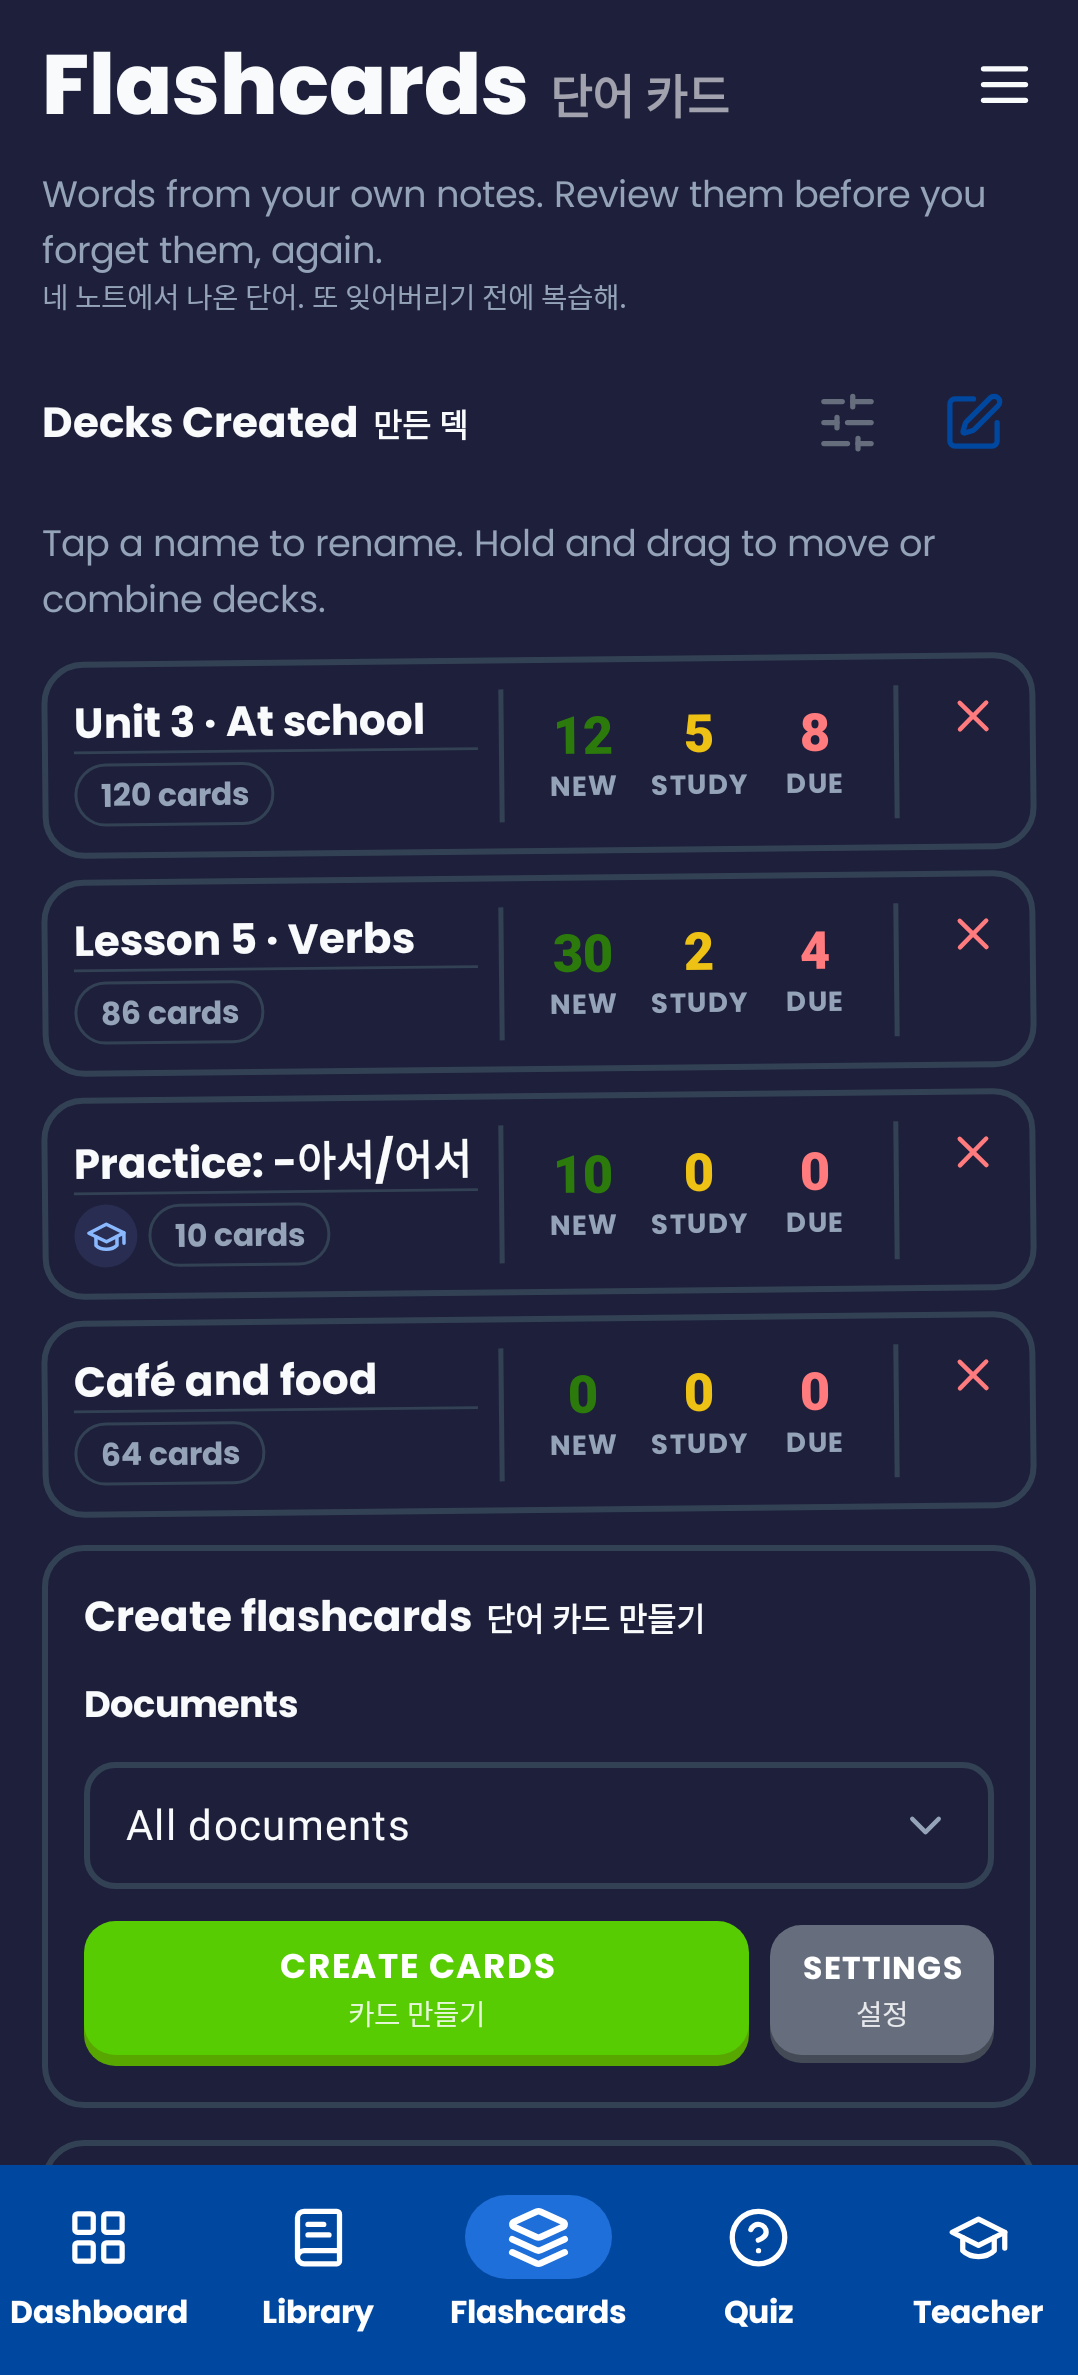 Flashcards 단어 카드
Words from your own notes. Review them before you
forget them, again.
네 노트에서 나온 단어. 또 잊어버리기 전에 복습해.
Decks Created 만든 덱
Tap a name to rename. Hold and drag to move or
combine decks.
Unit 3 · At school
120 cards
12 5 8
NEW STUDY DUE
Lesson 5 · Verbs
86 cards
30 2 4
NEW STUDY DUE
Practice: -아서/어서
10 cards
10 0 0
NEW STUDY DUE
Café and food
64 cards
0 0 0
NEW STUDY DUE
Create flashcards 단어 카드 만들기
Documents
All documents
CREATE CARDS
카드 만들기
SETTINGS
설정
Dashboard Library Flashcards Quiz Teacher